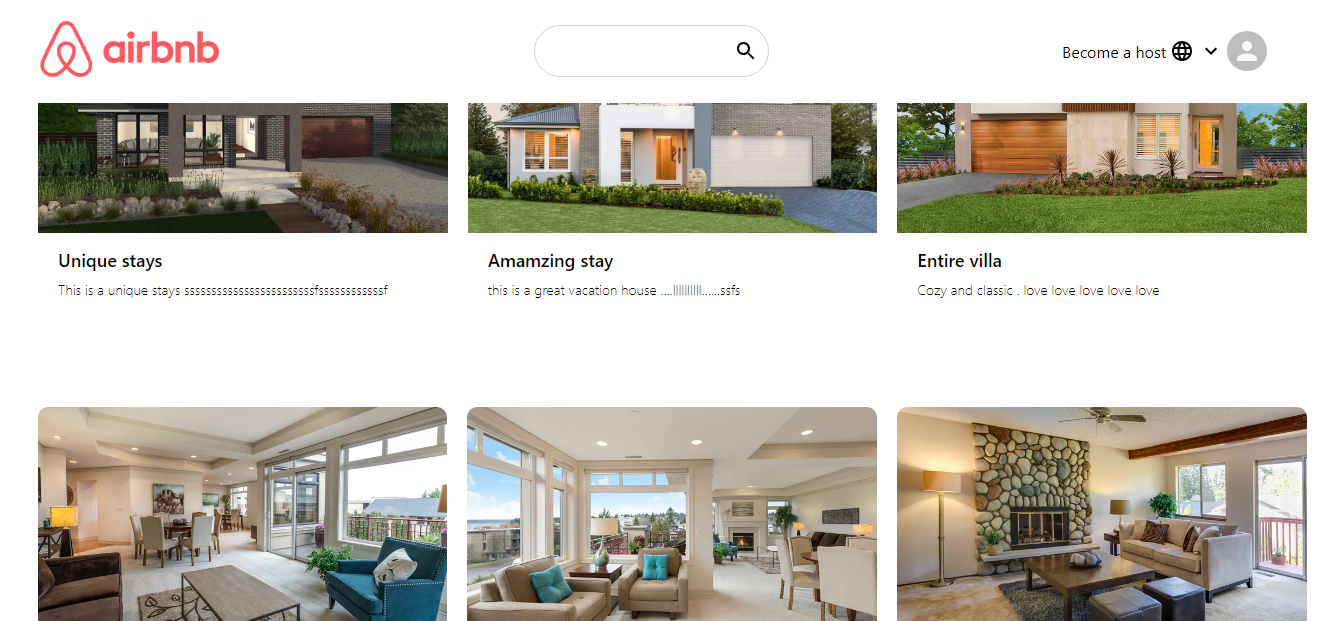 airbnb
Become a host
Unique stays
Amamzing stay
Entire villa
This is a unique stays ssssssssssssssssssssssssfssssssssssssf
this is a great vacation house ....lllllllll......ssfs
Cozy and classic . love love love love love